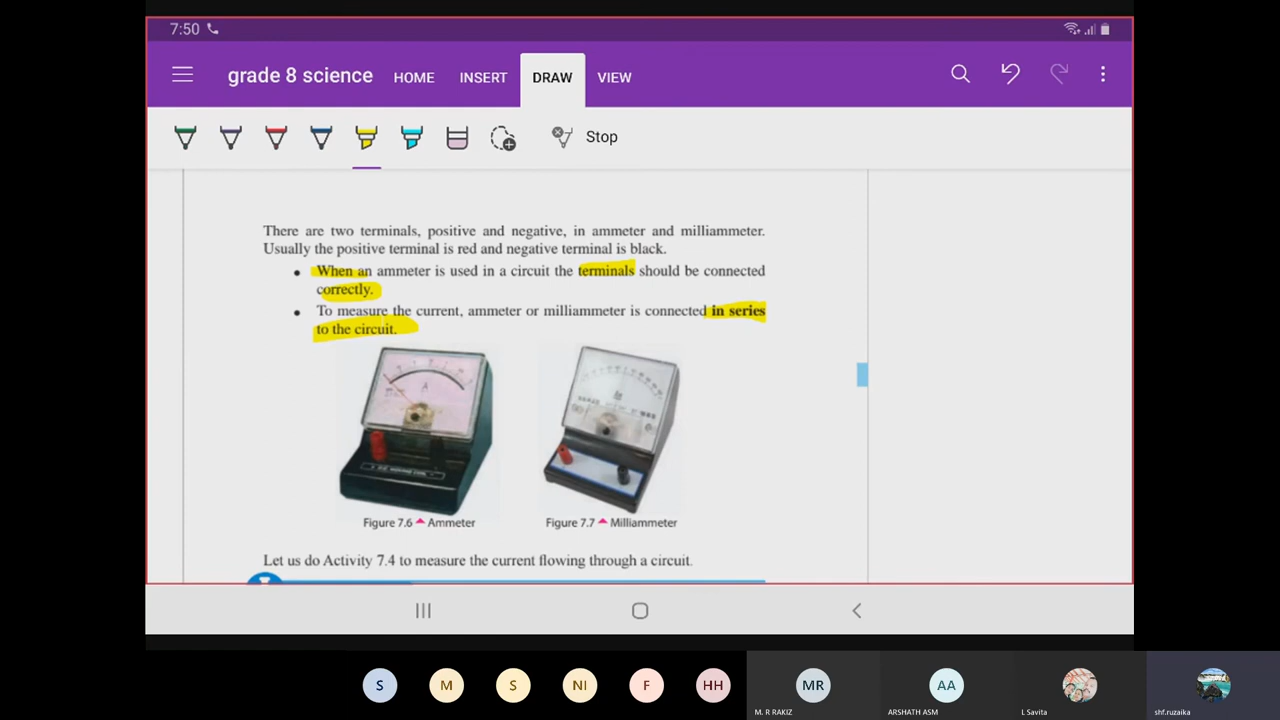 7:50
grade 8 science HOME INSERT DRAW VIEW
Stop
There are two terminals, positive and negative, in ammeter and milliammeter.
Usually the positive terminal is red and negative terminal is black.
• When an ammeter is used in a circuit the terminals should be connected
correctly.
• To measure the current, ammeter or milliammeter is connected in series
to the circuit.
A
Figure 7.6 Ammeter Figure 7.7 Milliammeter
Let us do Activity 7.4 to measure the current flowing through a circuit.
S M S NI F HH MR AA
M. R RAKIZ ARSHATH ASM L Savita shf.ruzaika